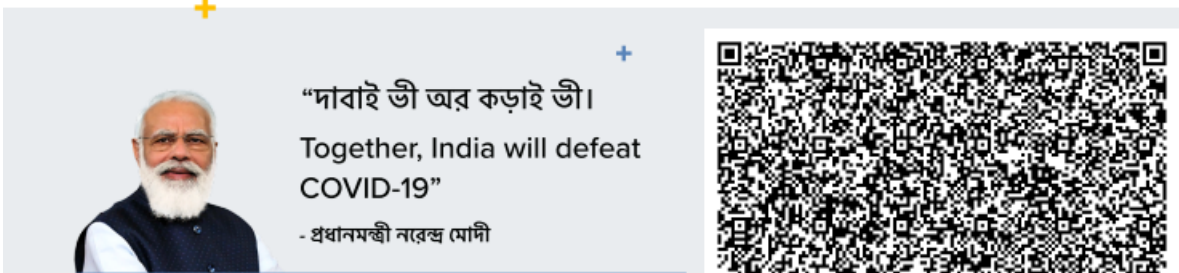 “দাবাই ভী অর কড়াই ভী।
Together, India will defeat
COVID-19”
- প্রধানমন্ত্রী নরেন্দ্র মোদী